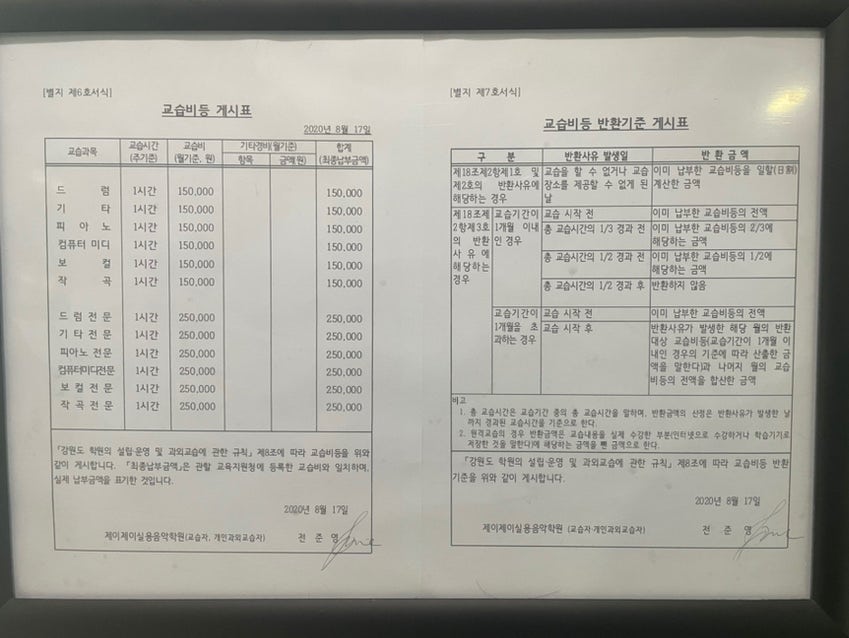 [별지 제6호서식]
교습비등 게시표
2020년 8월 17일
교습과목 교습시간 (주기준) 교습비 (월기준, 원) 기타경비(월기준) 합계 (최종납부금액)
항목 금액(원)
드 럼 1시간 150,000 150,000
기 타 1시간 150,000 150,000
피 아 노 1시간 150,000 150,000
컴퓨터 미디 1시간 150,000 150,000
보 컬 1시간 150,000 150,000
작 곡 1시간 150,000 150,000
드 럼 전 문 1시간 250,000 250,000
기 타 전 문 1시간 250,000 250,000
피아노 전문 1시간 250,000 250,000
컴퓨터미디전문 1시간 250,000 250,000
보 컬 전 문 1시간 250,000 250,000
작 곡 전 문 1시간 250,000 250,000
「강원도 학원의 설립·운영 및 과외교습에 관한 규칙」제8조에 따라 교습비등을 위와
같이 게시합니다. 「최종납부금액」은 관할 교육지원청에 등록한 교습비와 일치하며,
실제 납부금액을 표기한 것입니다.
2020년 8월 17일
제이제이실용음악학원(교습자, 개인과외교습자) 전 준 영
[별지 제7호서식]
교습비등 반환기준 게시표
구 분 반환사유 발생일 반 환 금 액
제18조제2항제1호 및 교습을 할 수 없거나 교습 이미 납부한 교습비등을 일할(日割)
제2호의 반환사유에 장소를 제공할 수 없게 된 계산한 금액
해당하는 경우 날
제18조제 교습기간이 교습 시작 전 이미 납부한 교습비등의 전액
2항제3호 1개월 이내 총 교습시간의 1/3 경과 전 이미 납부한 교습비등의 2/3에
의 반환 인 경우 해당하는 금액
사 유 에 총 교습시간의 1/2 경과 전 이미 납부한 교습비등의 1/2에
해당하는 해당하는 금액
경우 총 교습시간의 1/2 경과 후 반환하지 않음
교습기간이 교습 시작 전 이미 납부한 교습비등의 전액
1개월을 초 교습 시작 후 반환사유가 발생한 해당 월의 반환
과하는 경우 대상 교습비등(교습기간이 1개월 이
내인 경우의 기준에 따라 산출한 금
액을 말한다)과 나머지 월의 교습
비등의 전액을 합산한 금액
비고
1. 총 교습시간은 교습기간 중의 총 교습시간을 말하며, 반환금액의 산정은 반환사유가 발생한 날
까지 경과된 교습시간을 기준으로 한다.
2. 원격교습의 경우 반환금액은 교습내용을 실제 수강한 부분(인터넷으로 수강하거나 학습기기로
저장한 것을 말한다)에 해당하는 금액을 뺀 금액으로 한다.
「강원도 학원의 설립·운영 및 과외교습에 관한 규칙」제8조에 따라 교습비등 반환
기준을 위와 같이 게시합니다.
2020년 8월 17일
제이제이실용음악학원 (교습자·개인과외교습자) 전 준 영